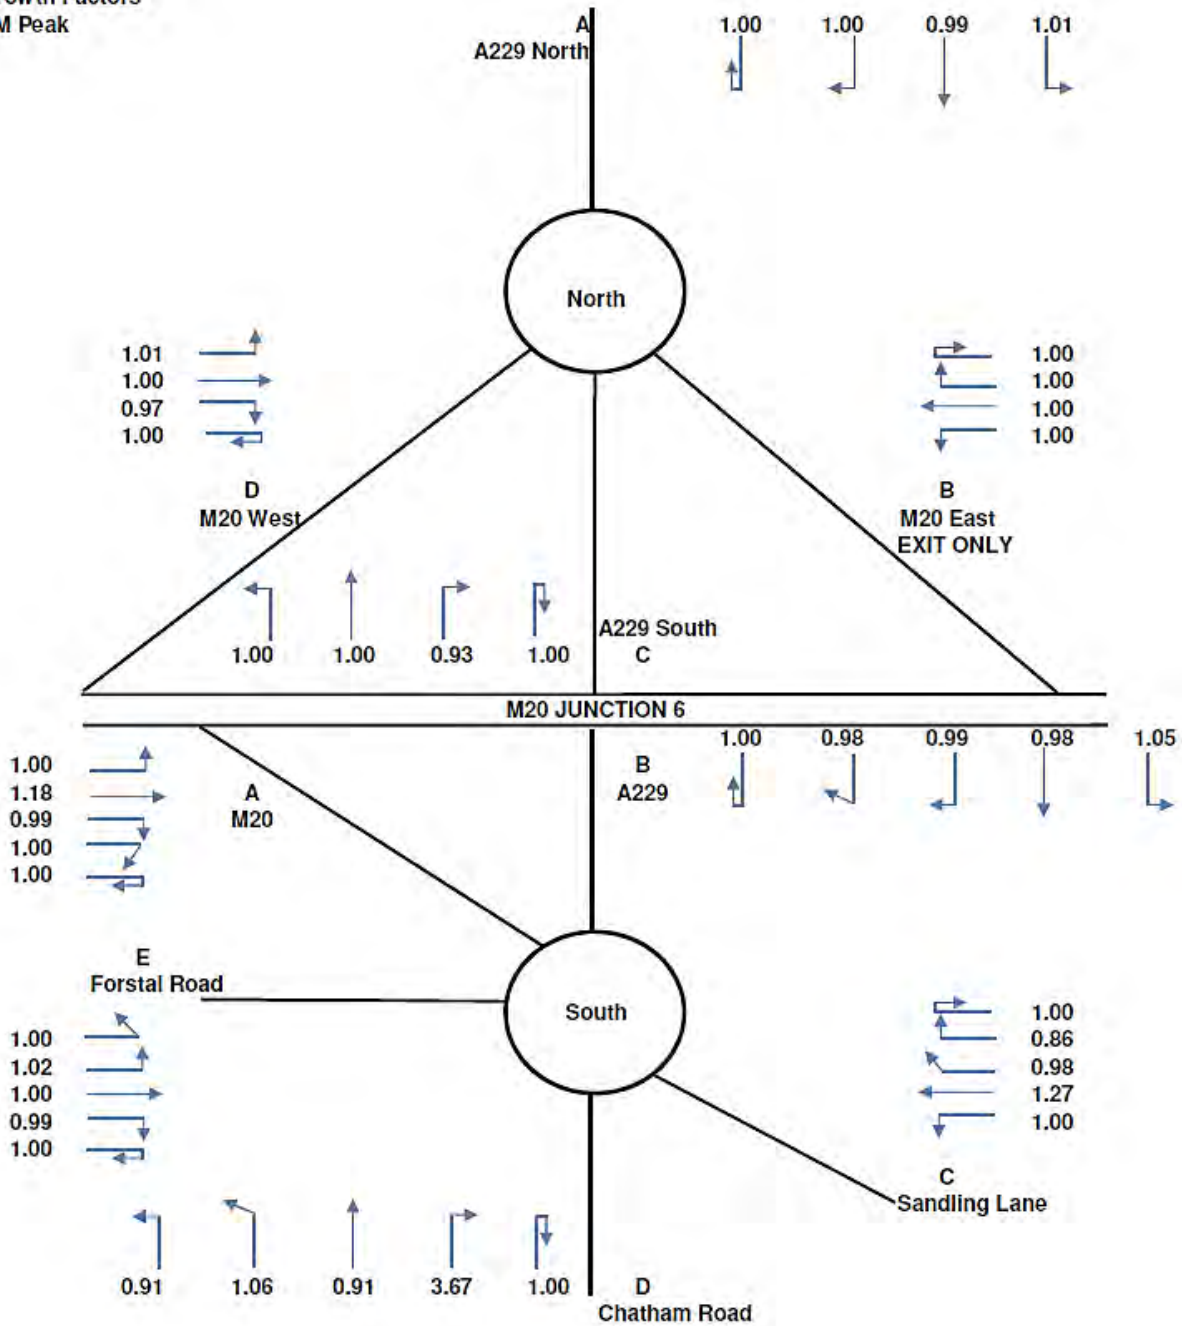 M Peak
A 1.00 1.00 0.99 1.01
A229 North
North
1.01
1.00
0.97
1.00
1.00
1.00
1.00
1.00
D
M20 West
B
M20 East
EXIT ONLY
A229 South
C
1.00 1.00 0.93 1.00
M20 JUNCTION 6
1.00 0.98 0.99 0.98 1.05
B
A229
1.00
1.18
0.99
1.00
1.00
A
M20
E
Forstal Road
South
1.00
1.02
1.00
0.99
1.00
1.00
0.86
0.98
1.27
1.00
C
Sandling Lane
0.91 1.06 0.91 3.67 1.00
D
Chatham Road